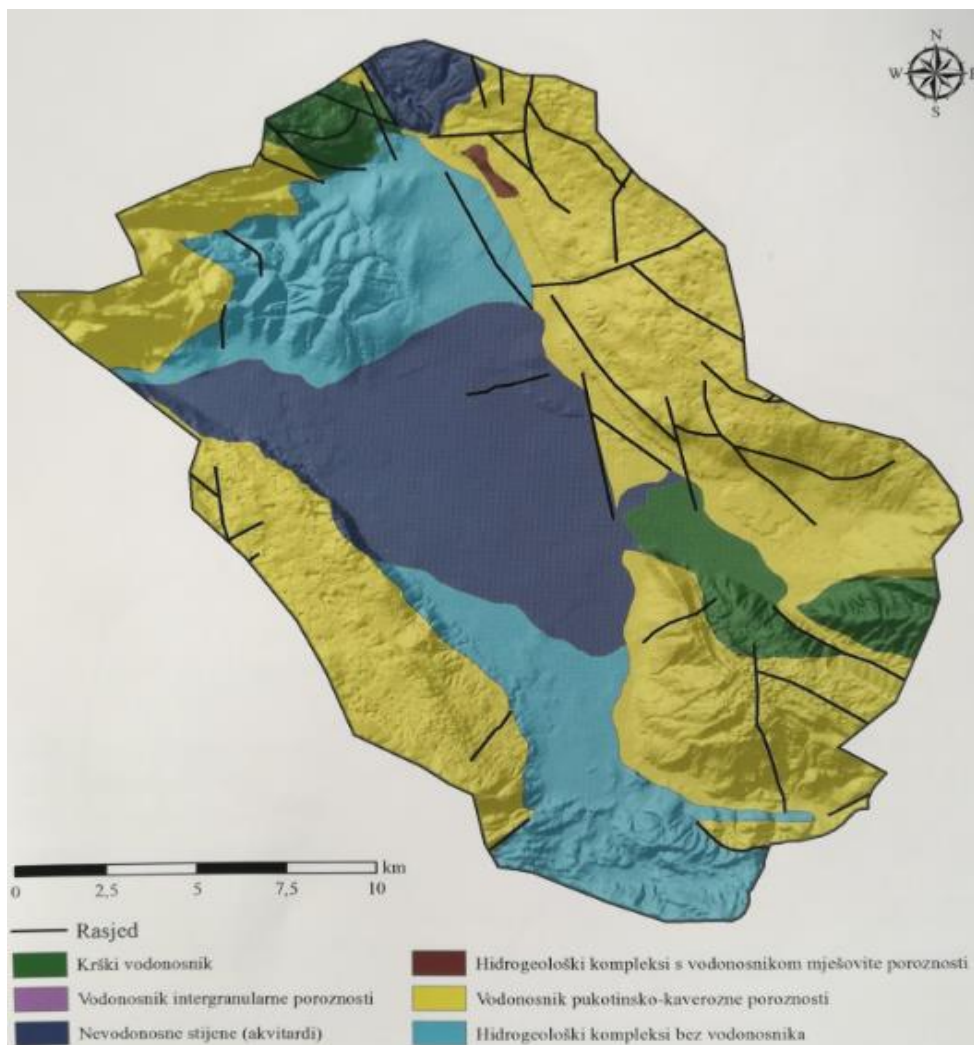 N
W E
S
km
0 2,5 5 7,5 10
Rasjed
Krški vodonosnik
Vodonosnik intergranularne poroznosti
Nevodonosne stijene (akvitardi)
Hidrogeološki kompleksi s vodonosnikom mješovite poroznosti
Vodonosnik pukotinsko-kaverozne poroznosti
Hidrogeološki kompleksi bez vodonosnika